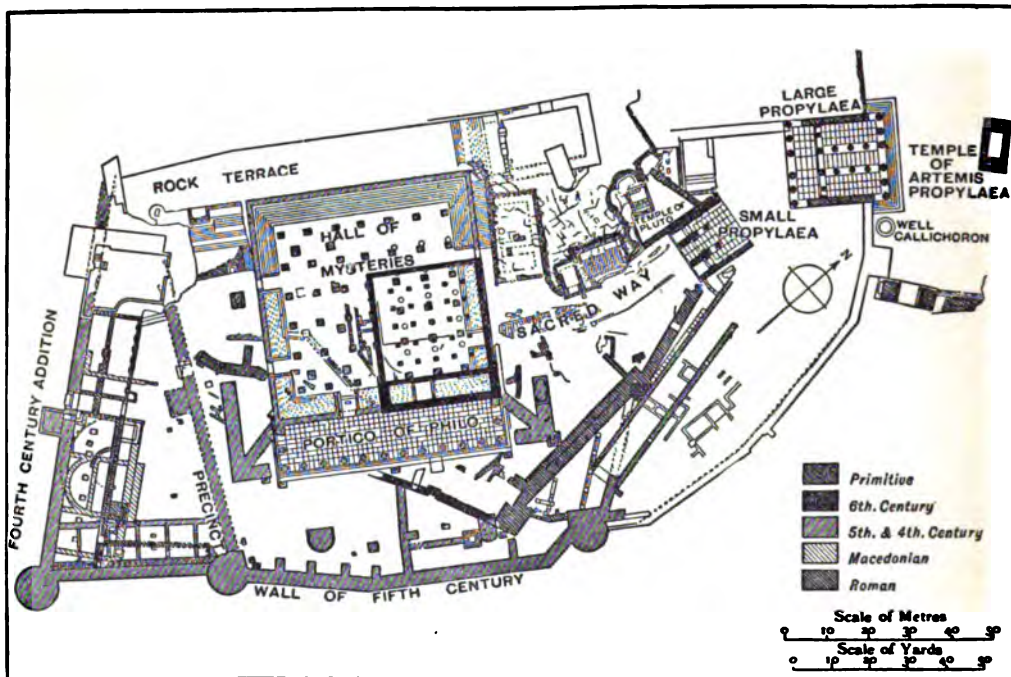 LARGE
PROPYLAEA
TEMPLE
OF
ARTEMIS
PROPYLAEA
WELL
CALLICHORON
ROCK TERRACE
HALL OF
MYSTERIES
TEMPLE OF
PLUTO
SMALL
PROPYLAEA
SACRED WAY
N
FOURTH CENTURY ADDITION
PRECINC
PORTICO OF PHILO
WALL OF FIFTH CENTURY
Primitive
6th. Century
5th. & 4th. Century
Macedonian
Roman
Scale of Metres
0 10 20 30 40 50
Scale of Yards
0 10 20 30 40 50